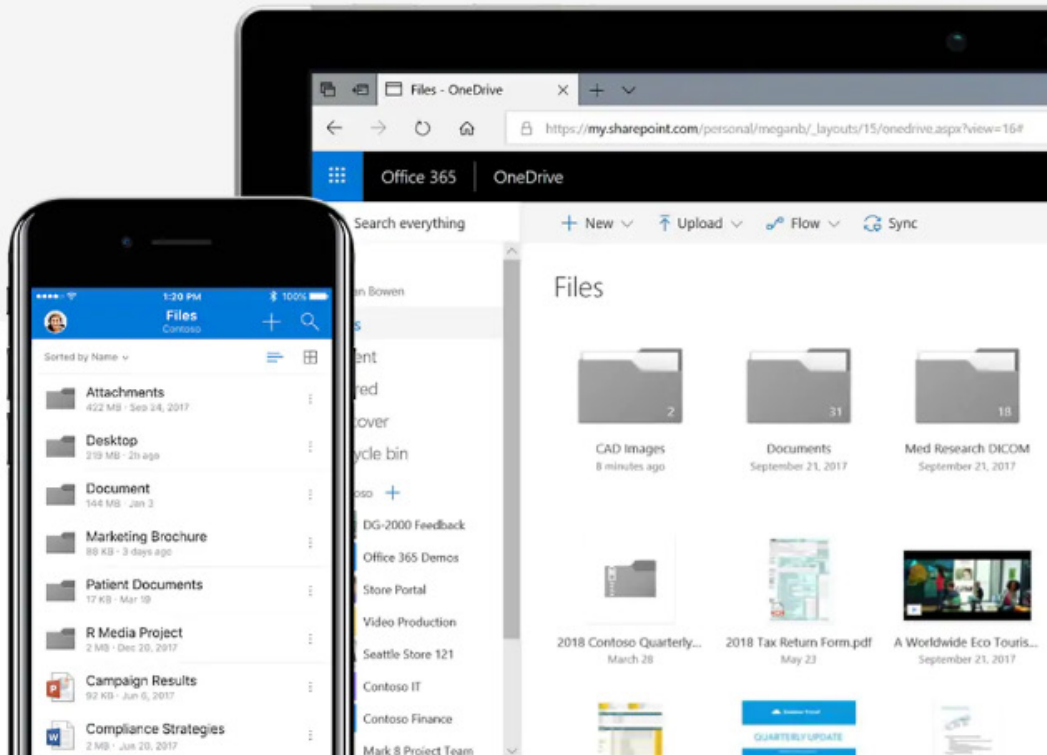 Files - OneDrive
https://my.sharepoint.com/personal/meganb/_layouts/15/onedrive.aspx?view=16#
Office 365
OneDrive
Search everything
New
Upload
Flow
Sync
an Bowen
Files
CAD Images
8 minutes ago
2
Documents
September 21, 2017
31
Med Research DICOM
September 21, 2017
18
2018 Contoso Quarterly...
March 28
2018 Tax Return Form.pdf
May 23
A Worldwide Eco Touris...
September 21, 2017
QUARTERLY UPDATE
s
ent
red
cover
ycle bin
oso
DG-2000 Feedback
Office 365 Demos
Store Portal
Video Production
Seattle Store 121
Contoso IT
Contoso Finance
Mark 8 Project Team
1:20 PM
100%
Files
Contoso
Sorted by Name
Attachments
422 MB · Sep 24, 2017
Desktop
219 MB · 2h ago
Document
144 MB · Jan 3
Marketing Brochure
88 KB · 3 days ago
Patient Documents
17 KB · Mar 19
R Media Project
2 MB · Dec 20, 2017
Campaign Results
92 KB · Jun 6, 2017
Compliance Strategies
2 MB · Jun 20, 2017